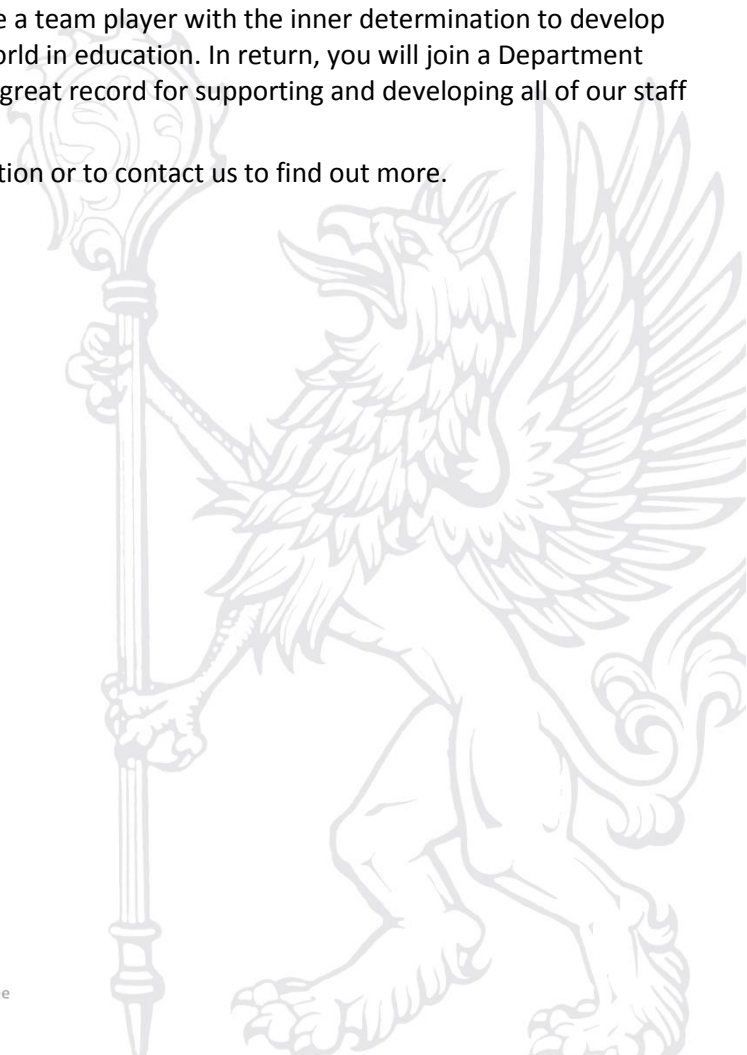 e a team player with the inner determination to develop
orld in education. In return, you will join a Department
great record for supporting and developing all of our staff
tion or to contact us to find out more.
e